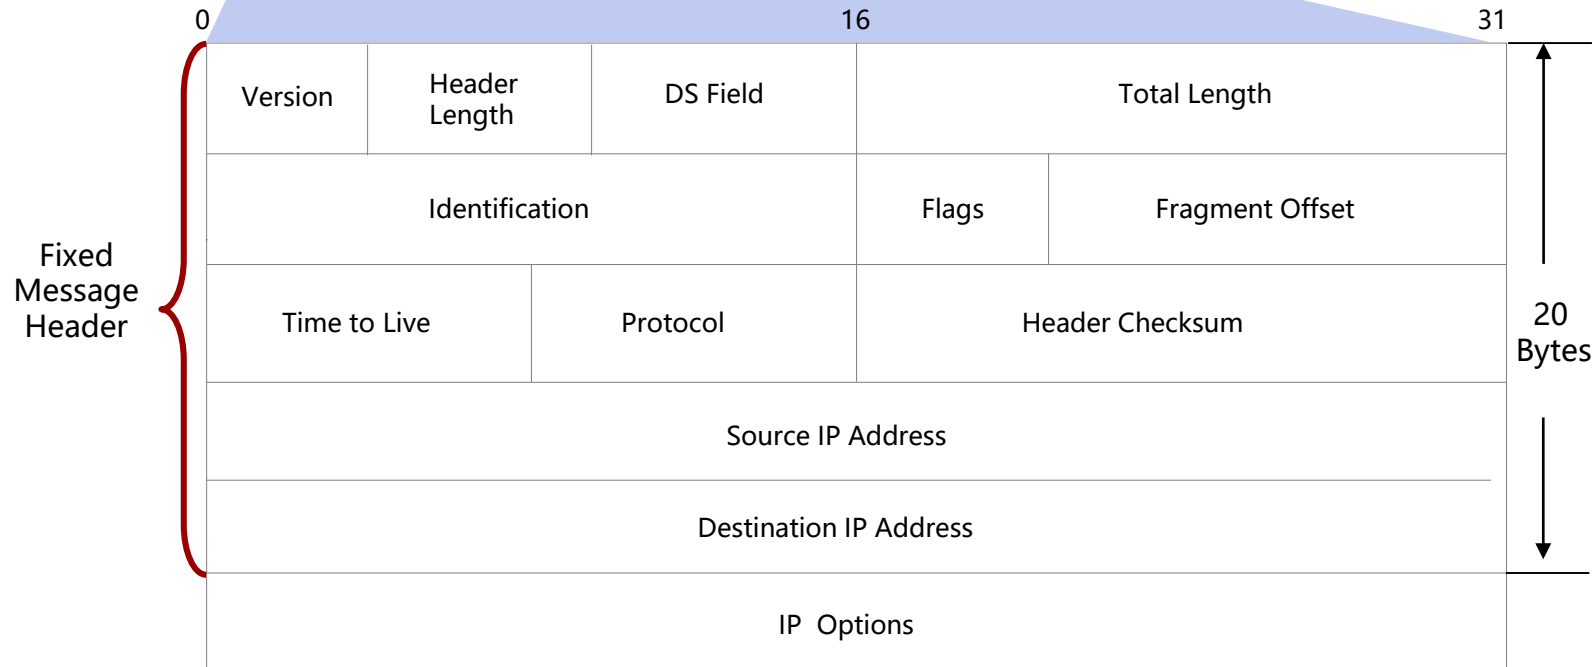 0
16
31
Version
Header
Length
DS Field
Total Length
Identification
Flags
Fragment Offset
Fixed
Message
Header
Time to Live
Protocol
Header Checksum
20
Bytes
Source IP Address
Destination IP Address
IP Options